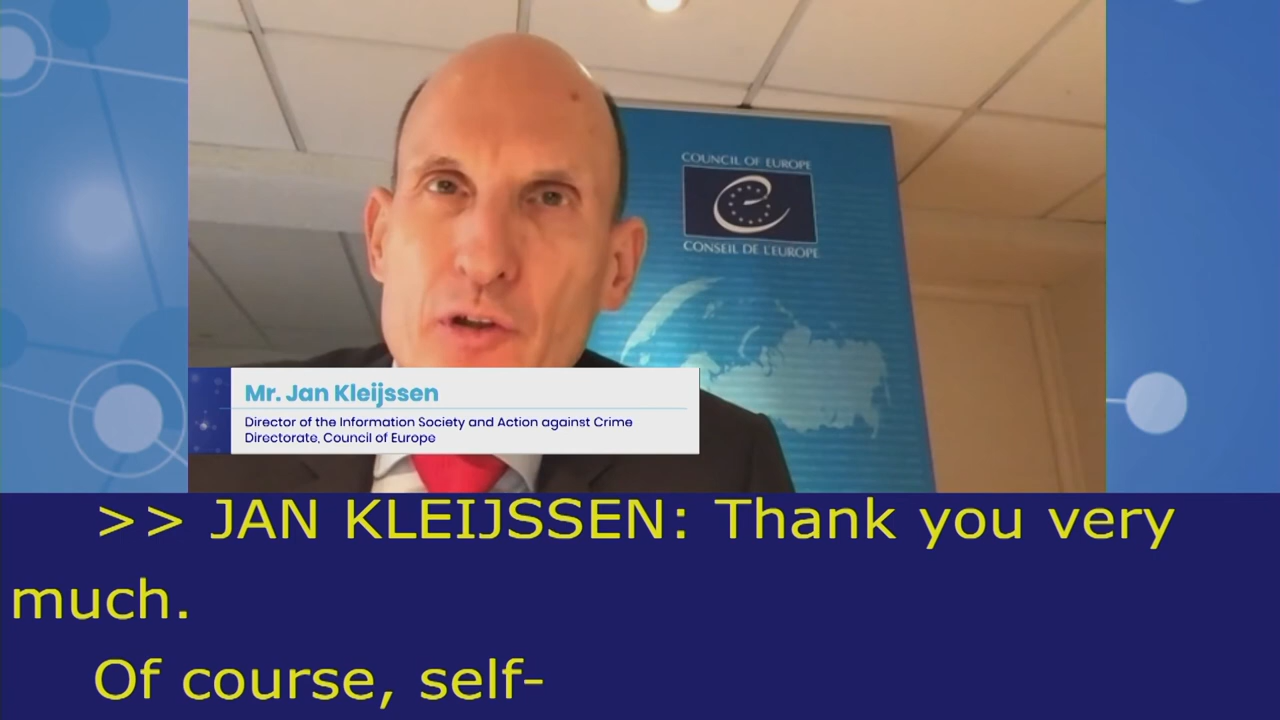 COUNCIL OF EUROPE
CONSEIL DE L'EUROPE
Mr. Jan Kleijssen
Director of the Information Society and Action against Crime
Directorate, Council of Europe
>> JAN KLEIJSSEN: Thank you very
much.
Of course, self-